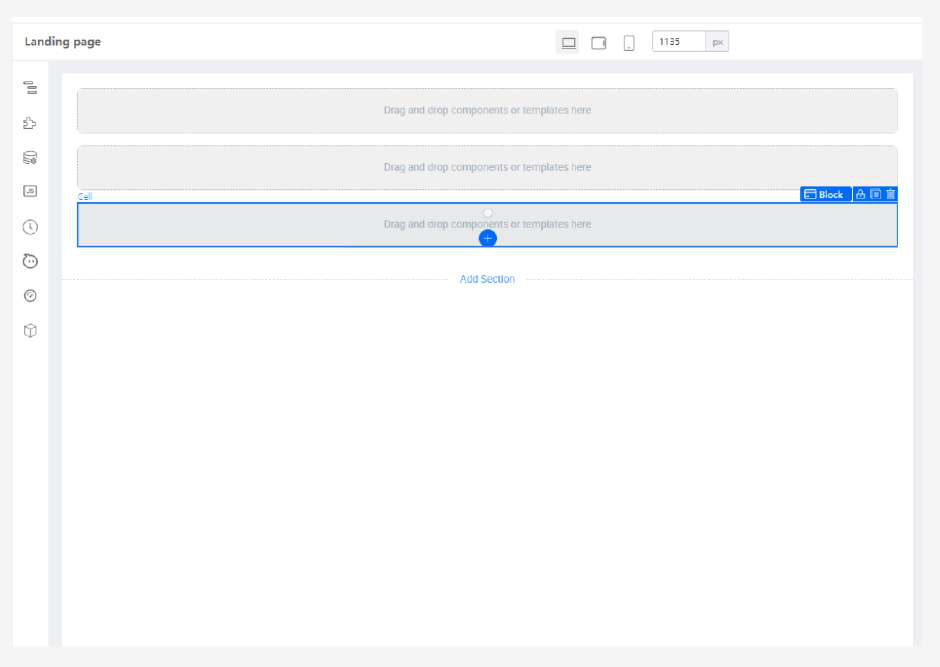 Landing page
1135 px
JS
Drag and drop components or templates here
Drag and drop components or templates here
Cell
Block
Drag and drop components or templates here
Add Section